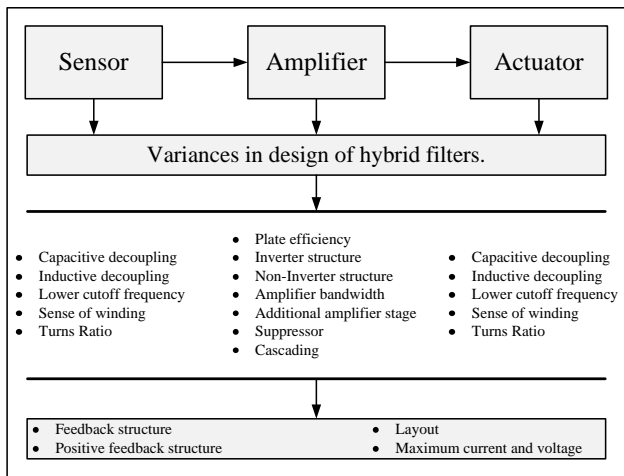 Sensor
Amplifier
Actuator
Variances in design of hybrid filters.
• Capacitive decoupling
• Inductive decoupling
• Lower cutoff frequency
• Sense of winding
• Turns Ratio
• Plate efficiency
• Inverter structure
• Non-Inverter structure
• Amplifier bandwidth
• Additional amplifier stage
• Suppressor
• Cascading
• Capacitive decoupling
• Inductive decoupling
• Lower cutoff frequency
• Sense of winding
• Turns Ratio
• Feedback structure
• Positive feedback structure
• Layout
• Maximum current and voltage